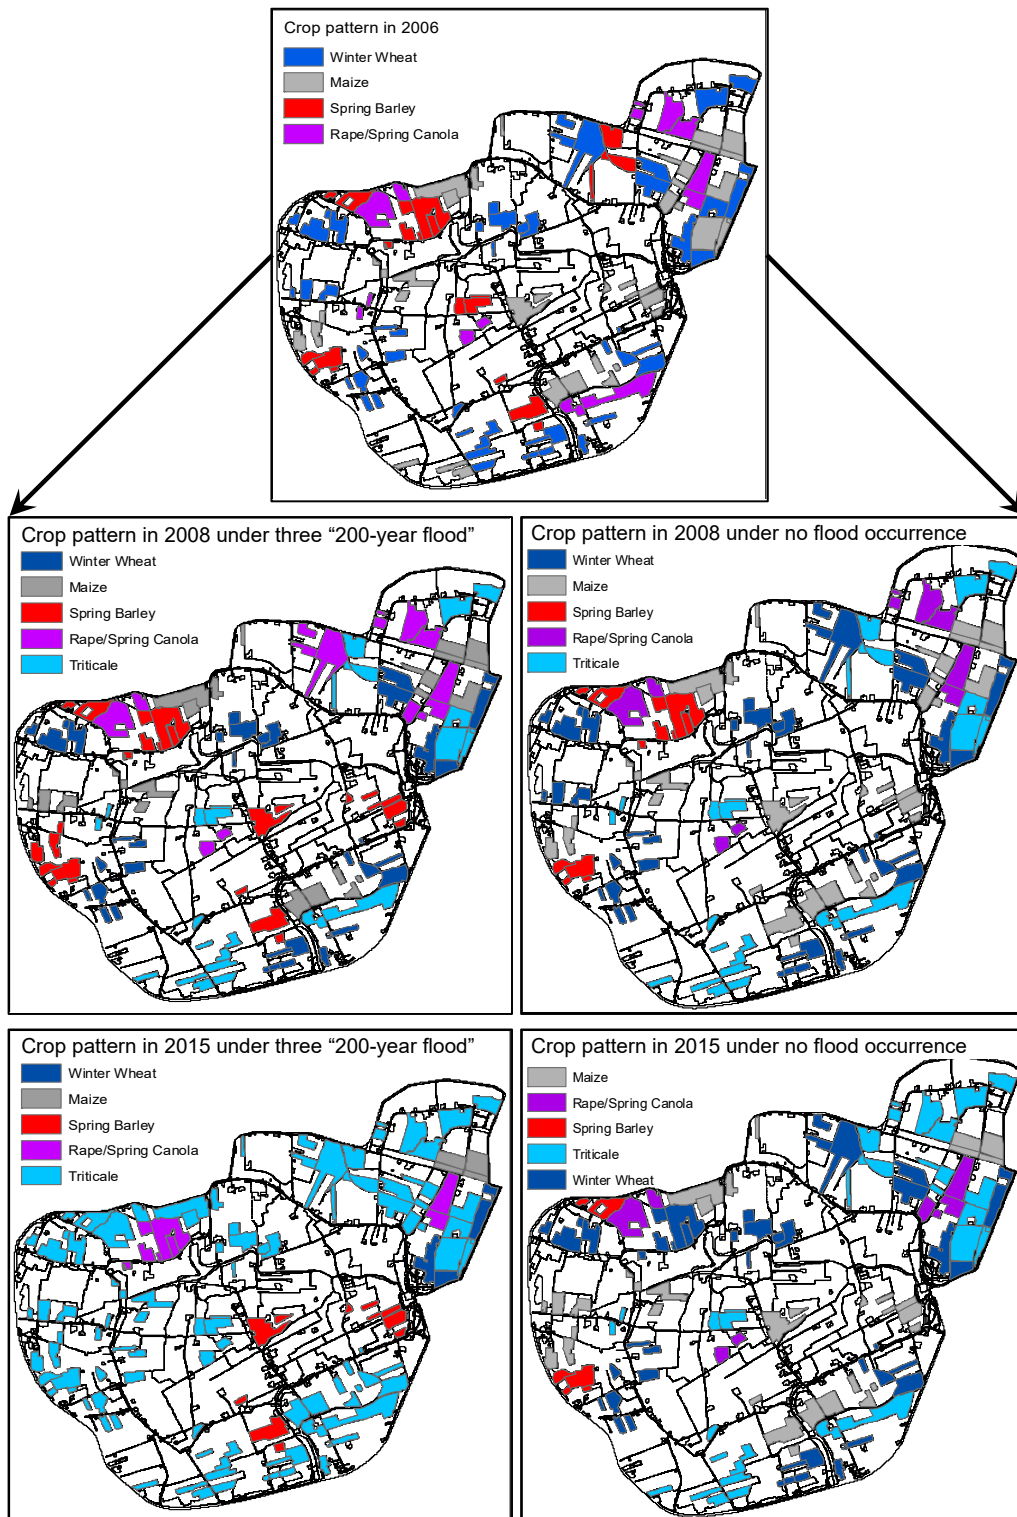 Crop pattern in 2006
Winter Wheat
Maize
Spring Barley
Rape/Spring Canola
Crop pattern in 2008 under three “200-year flood”
Winter Wheat
Maize
Spring Barley
Rape/Spring Canola
Triticale
Crop pattern in 2008 under no flood occurrence
Winter Wheat
Maize
Spring Barley
Rape/Spring Canola
Triticale
Crop pattern in 2015 under three “200-year flood”
Winter Wheat
Maize
Spring Barley
Rape/Spring Canola
Triticale
Crop pattern in 2015 under no flood occurrence
Maize
Rape/Spring Canola
Spring Barley
Triticale
Winter Wheat